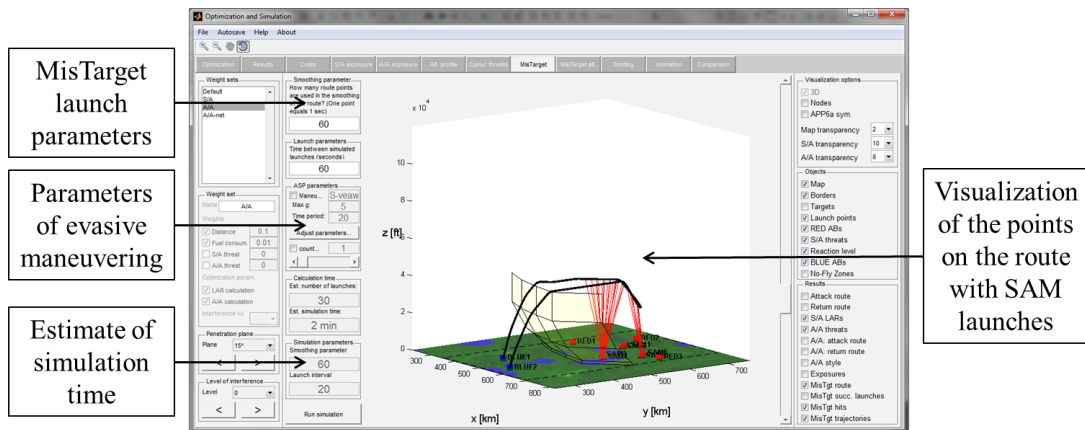 MisTarget
launch
parameters
Parameters
of evasive
maneuvering
Estimate of
simulation
time
Optimization and Simulation
File Autosave Help About
Optimization Results Costs S/A exposure A/A exposure Alt. profile Cumul threats MisTarget MisTarget alt. Shotlog Animation Comparison
Weight sets
Default
S/A
A/A
A/A-net
Weight set
Name A/A
Weights
Distance 0.1
Fuel consum. 0.01
S/A threat 0
A/A threat 0
Optimization param.
LAR calculation
A/A calculation
Interference lvl:
Penetration plane
Plane 15°
< >
Level of interference
Level 0
< >
Smoothing parameter
How many route points
are used in the smoothing
route? (One point
equals 1 sec)
60
Launch parameters
Time between simulated
launches (seconds)
60
ASP parameters
Maneu... S-veaw
Max g: 5
Time period: 20
Adjust parameters...
count... 1
Calculation time
Est. number of launches:
30
Est. simulation time:
2 min
Simulation parameters
Smoothing parameter
60
Launch interval
20
Run simulation
x 10⁴
10
8
z [ft]
6
4
2
0
300
400
500
600
700
800
x [km]
300
400
500
600
700
y [km]
BLUE1
BLUE2
RED1
RED2
RED3
Visualization options
3D
Nodes
APP6a sym.
Map transparency 2
S/A transparency 10
A/A transparency 8
Objects
Map
Borders
Targets
Launch points
RED ABs
S/A threats
Reaction level
BLUE ABs
No-Fly Zones
Results
Attack route
Return route
S/A LARs
A/A threats
A/A: attack route
A/A: return route
A/A style
Exposures
MisTgt route
MisTgt succ. launches
MisTgt hits
MisTgt trajectories
Visualization
of the points
on the route
with SAM
launches